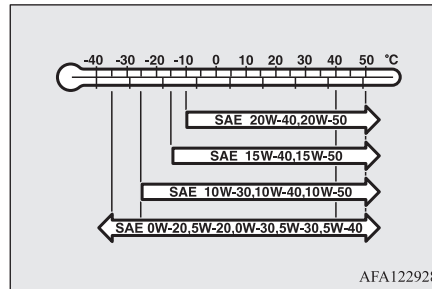 -40 -30 -20 -10 0 10 20 30 40 50 °C
SAE 20W-40,20W-50
SAE 15W-40,15W-50
SAE 10W-30,10W-40,10W-50
SAE 0W-20,5W-20,0W-30,5W-30,5W-40
AFA122928